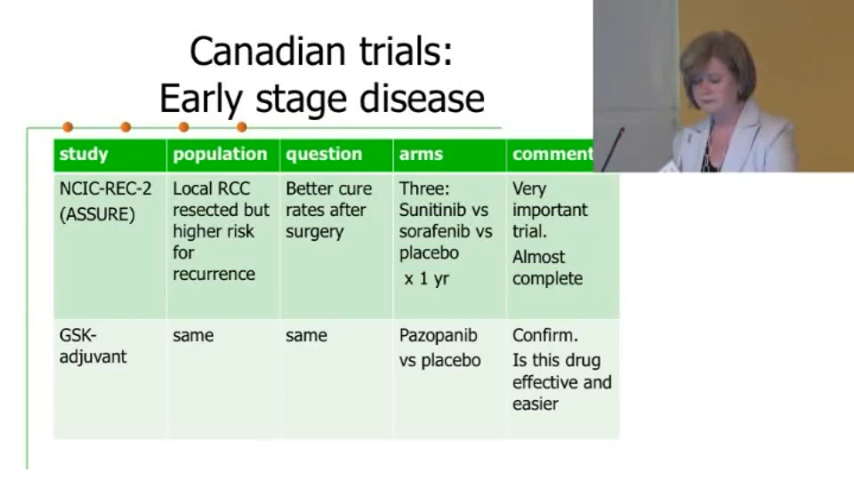 Canadian trials:
Early stage disease
study population question arms comment
NCIC-REC-2
(ASSURE)
Local RCC
resected but
higher risk
for
recurrence
Better cure
rates after
surgery
Three:
Sunitinib vs
sorafenib vs
placebo
x 1 yr
Very
important
trial.
Almost
complete
GSK-
adjuvant
same
same
Pazopanib
vs placebo
Confirm.
Is this drug
effective and
easier